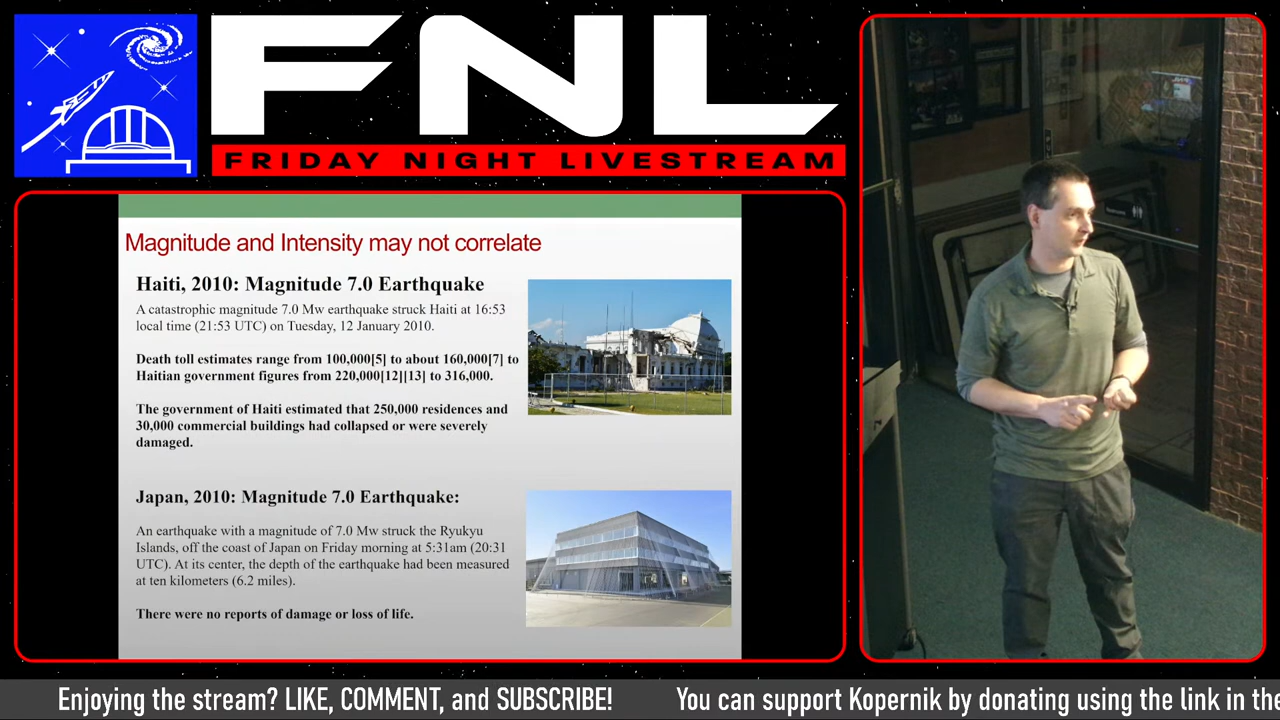 FNL
FRIDAY NIGHT LIVESTREAM
Magnitude and Intensity may not correlate
Haiti, 2010: Magnitude 7.0 Earthquake
A catastrophic magnitude 7.0 Mw earthquake struck Haiti at 16:53
local time (21:53 UTC) on Tuesday, 12 January 2010.
Death toll estimates range from 100,000[5] to about 160,000[7] to
Haitian government figures from 220,000[12][13] to 316,000.
The government of Haiti estimated that 250,000 residences and
30,000 commercial buildings had collapsed or were severely
damaged.
Japan, 2010: Magnitude 7.0 Earthquake:
An earthquake with a magnitude of 7.0 Mw struck the Ryukyu
Islands, off the coast of Japan on Friday morning at 5:31am (20:31
UTC). At its center, the depth of the earthquake had been measured
at ten kilometers (6.2 miles).
There were no reports of damage or loss of life.
Enjoying the stream? LIKE, COMMENT, and SUBSCRIBE! You can support Kopernik by donating using the link in the